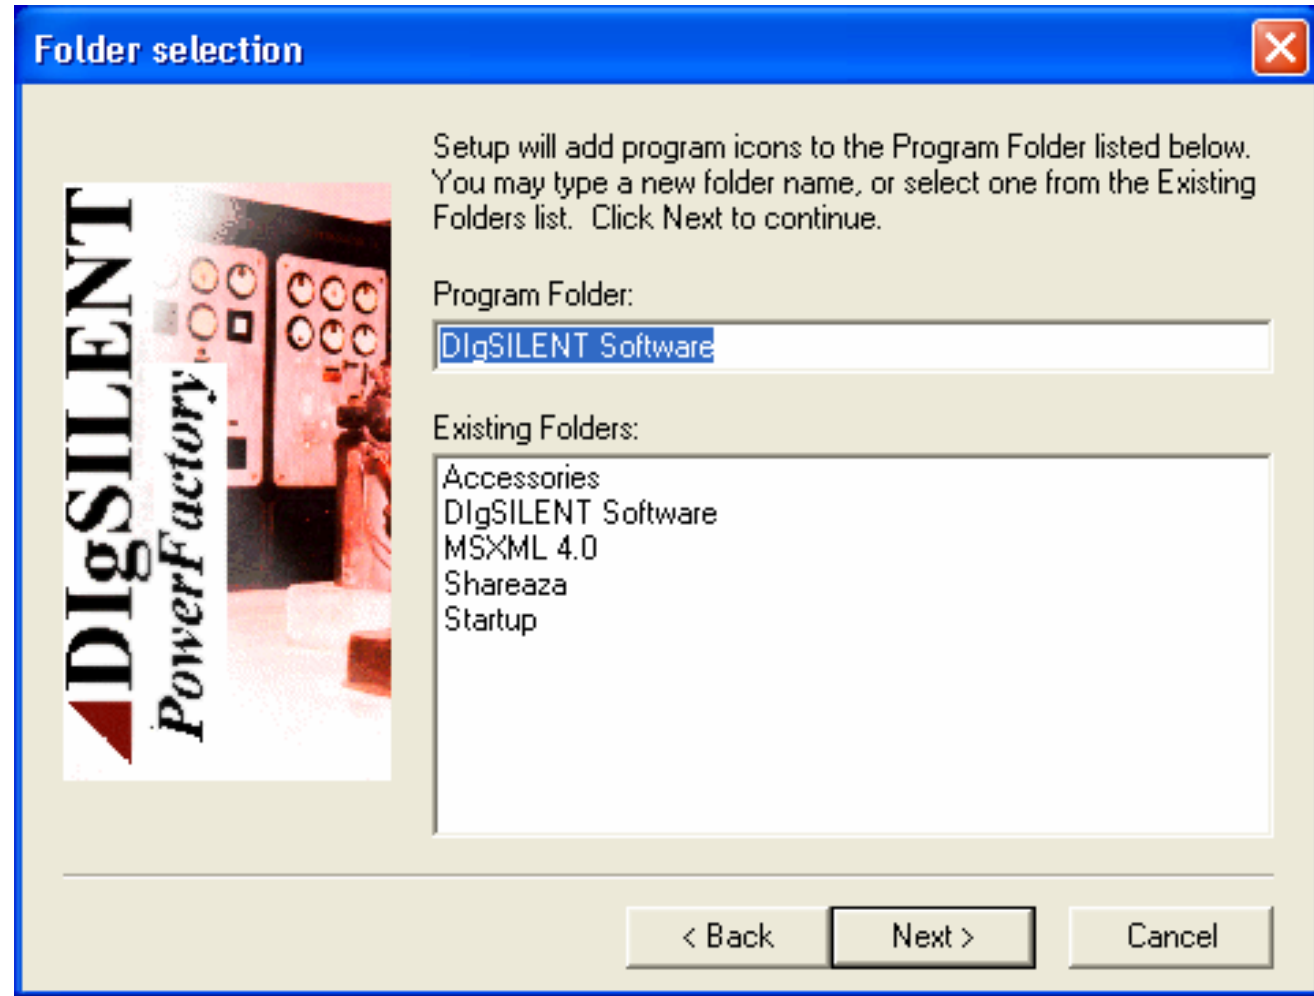 Folder selection
Setup will add program icons to the Program Folder listed below.
You may type a new folder name, or select one from the Existing
Folders list.  Click Next to continue.
DIgSILENT
PowerFactory
Program Folder:
DIgSILENT Software
Existing Folders:
Accessories
DIgSILENT Software
MSXML 4.0
Shareaza
Startup
< Back
Next >
Cancel